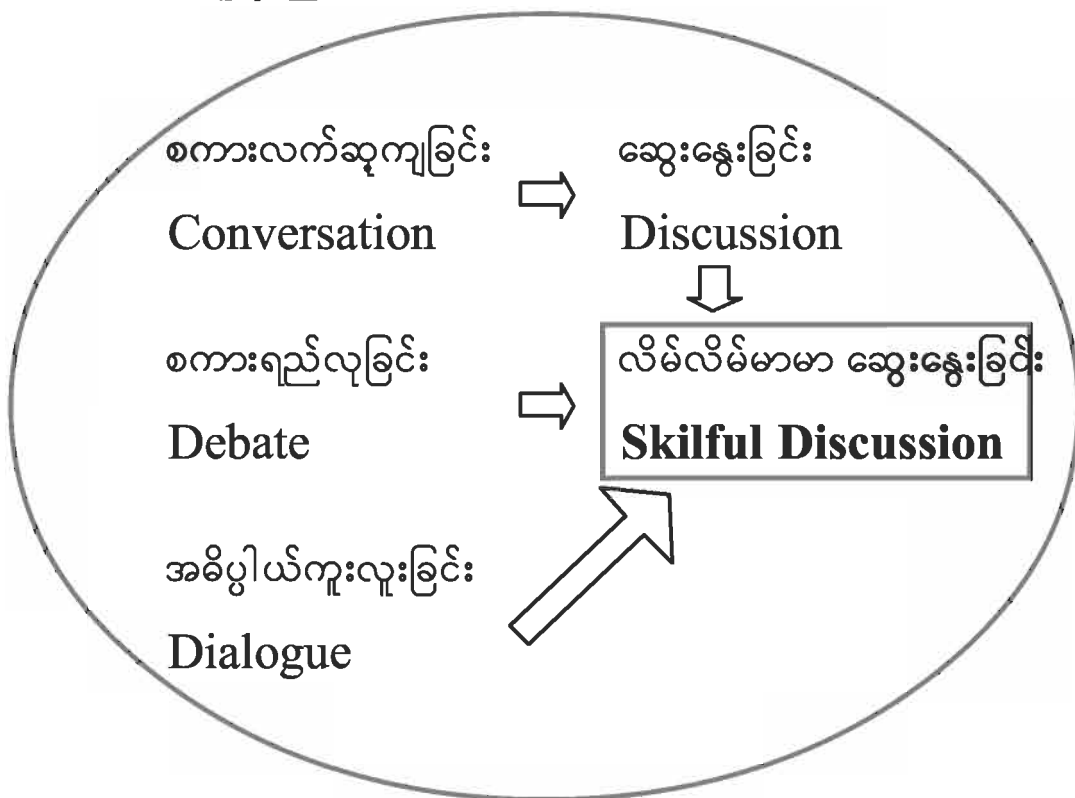 စကားလက်ဆုကျခြင်း
ဆွေးနွေးခြင်း
Conversation
Discussion
စကားရည်လုခြင်း
လိမ်လိမ်မာမာ ဆွေးနွေးခြင်း
Debate
Skilful Discussion
အဓိပ္ပါယ်ကူးလူးခြင်း
Dialogue